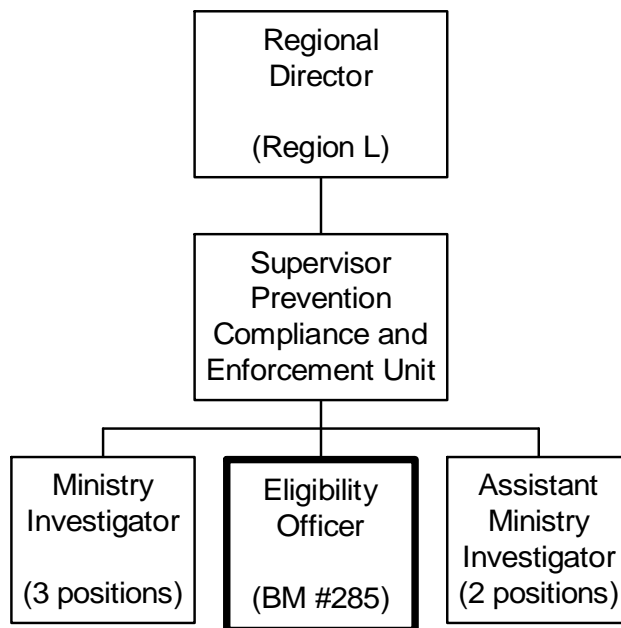 Regional
Director
(Region L)
Supervisor
Prevention
Compliance and
Enforcement Unit
Ministry
Investigator
(3 positions)
Eligibility
Officer
(BM #285)
Assistant
Ministry
Investigator
(2 positions)